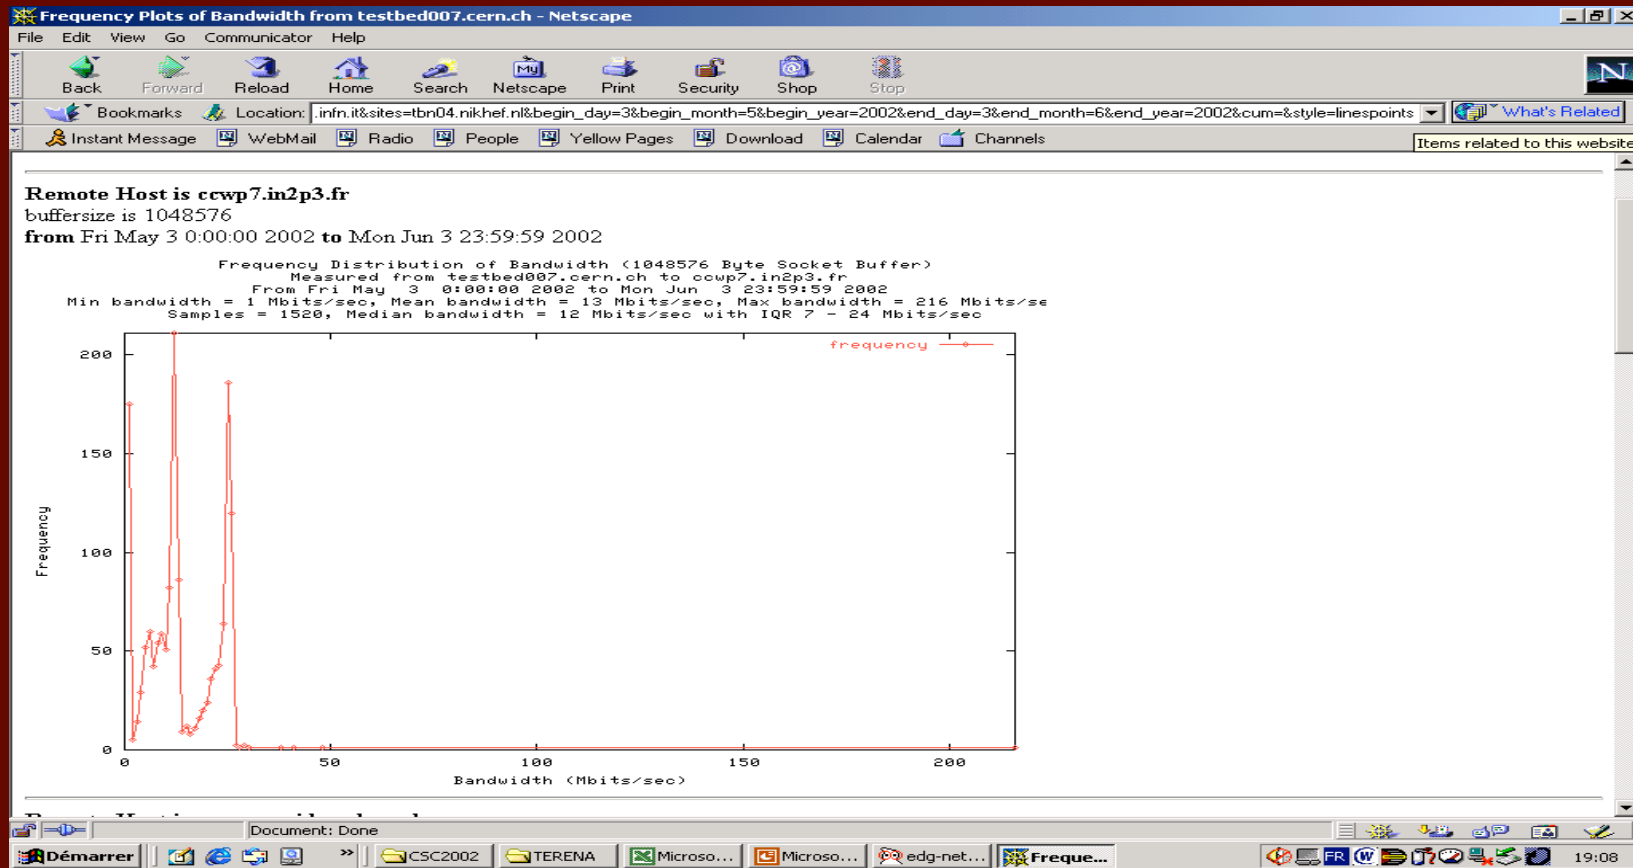 Frequency Plots of Bandwidth from testbed007.cern.ch - Netscape
File Edit View Go Communicator Help
Back Forward Reload Home Search Netscape Print Security Shop Stop
My
N
Bookmarks Location: .infn.it&sites=tbn04.nikhef.nl&begin_day=3&begin_month=5&begin_year=2002&end_day=3&end_month=6&end_year=2002&cum=&style=linespoints What's Related
Instant Message WebMail Radio People Yellow Pages Download Calendar Channels
Items related to this website
Remote Host is ccwp7.in2p3.fr
buffersize is 1048576
from Fri May 3 0:00:00 2002 to Mon Jun 3 23:59:59 2002
Frequency Distribution of Bandwidth (1048576 Byte Socket Buffer)
Measured from testbed007.cern.ch to ccwp7.in2p3.fr
From Fri May 3 0:00:00 2002 to Mon Jun 3 23:59:59 2002
Min bandwidth = 1 Mbits/sec, Mean bandwidth = 13 Mbits/sec, Max bandwidth = 216 Mbits/se
Samples = 1520, Median bandwidth = 12 Mbits/sec with IQR 7 - 24 Mbits/sec
frequency
200
150
100
50
0
Frequency
0 50 100 150 200
Bandwidth (Mbits/sec)
Document: Done
Démarrer » CSC2002 TERENA Microso... Microso... edg-net... Freque... FR W 19:08